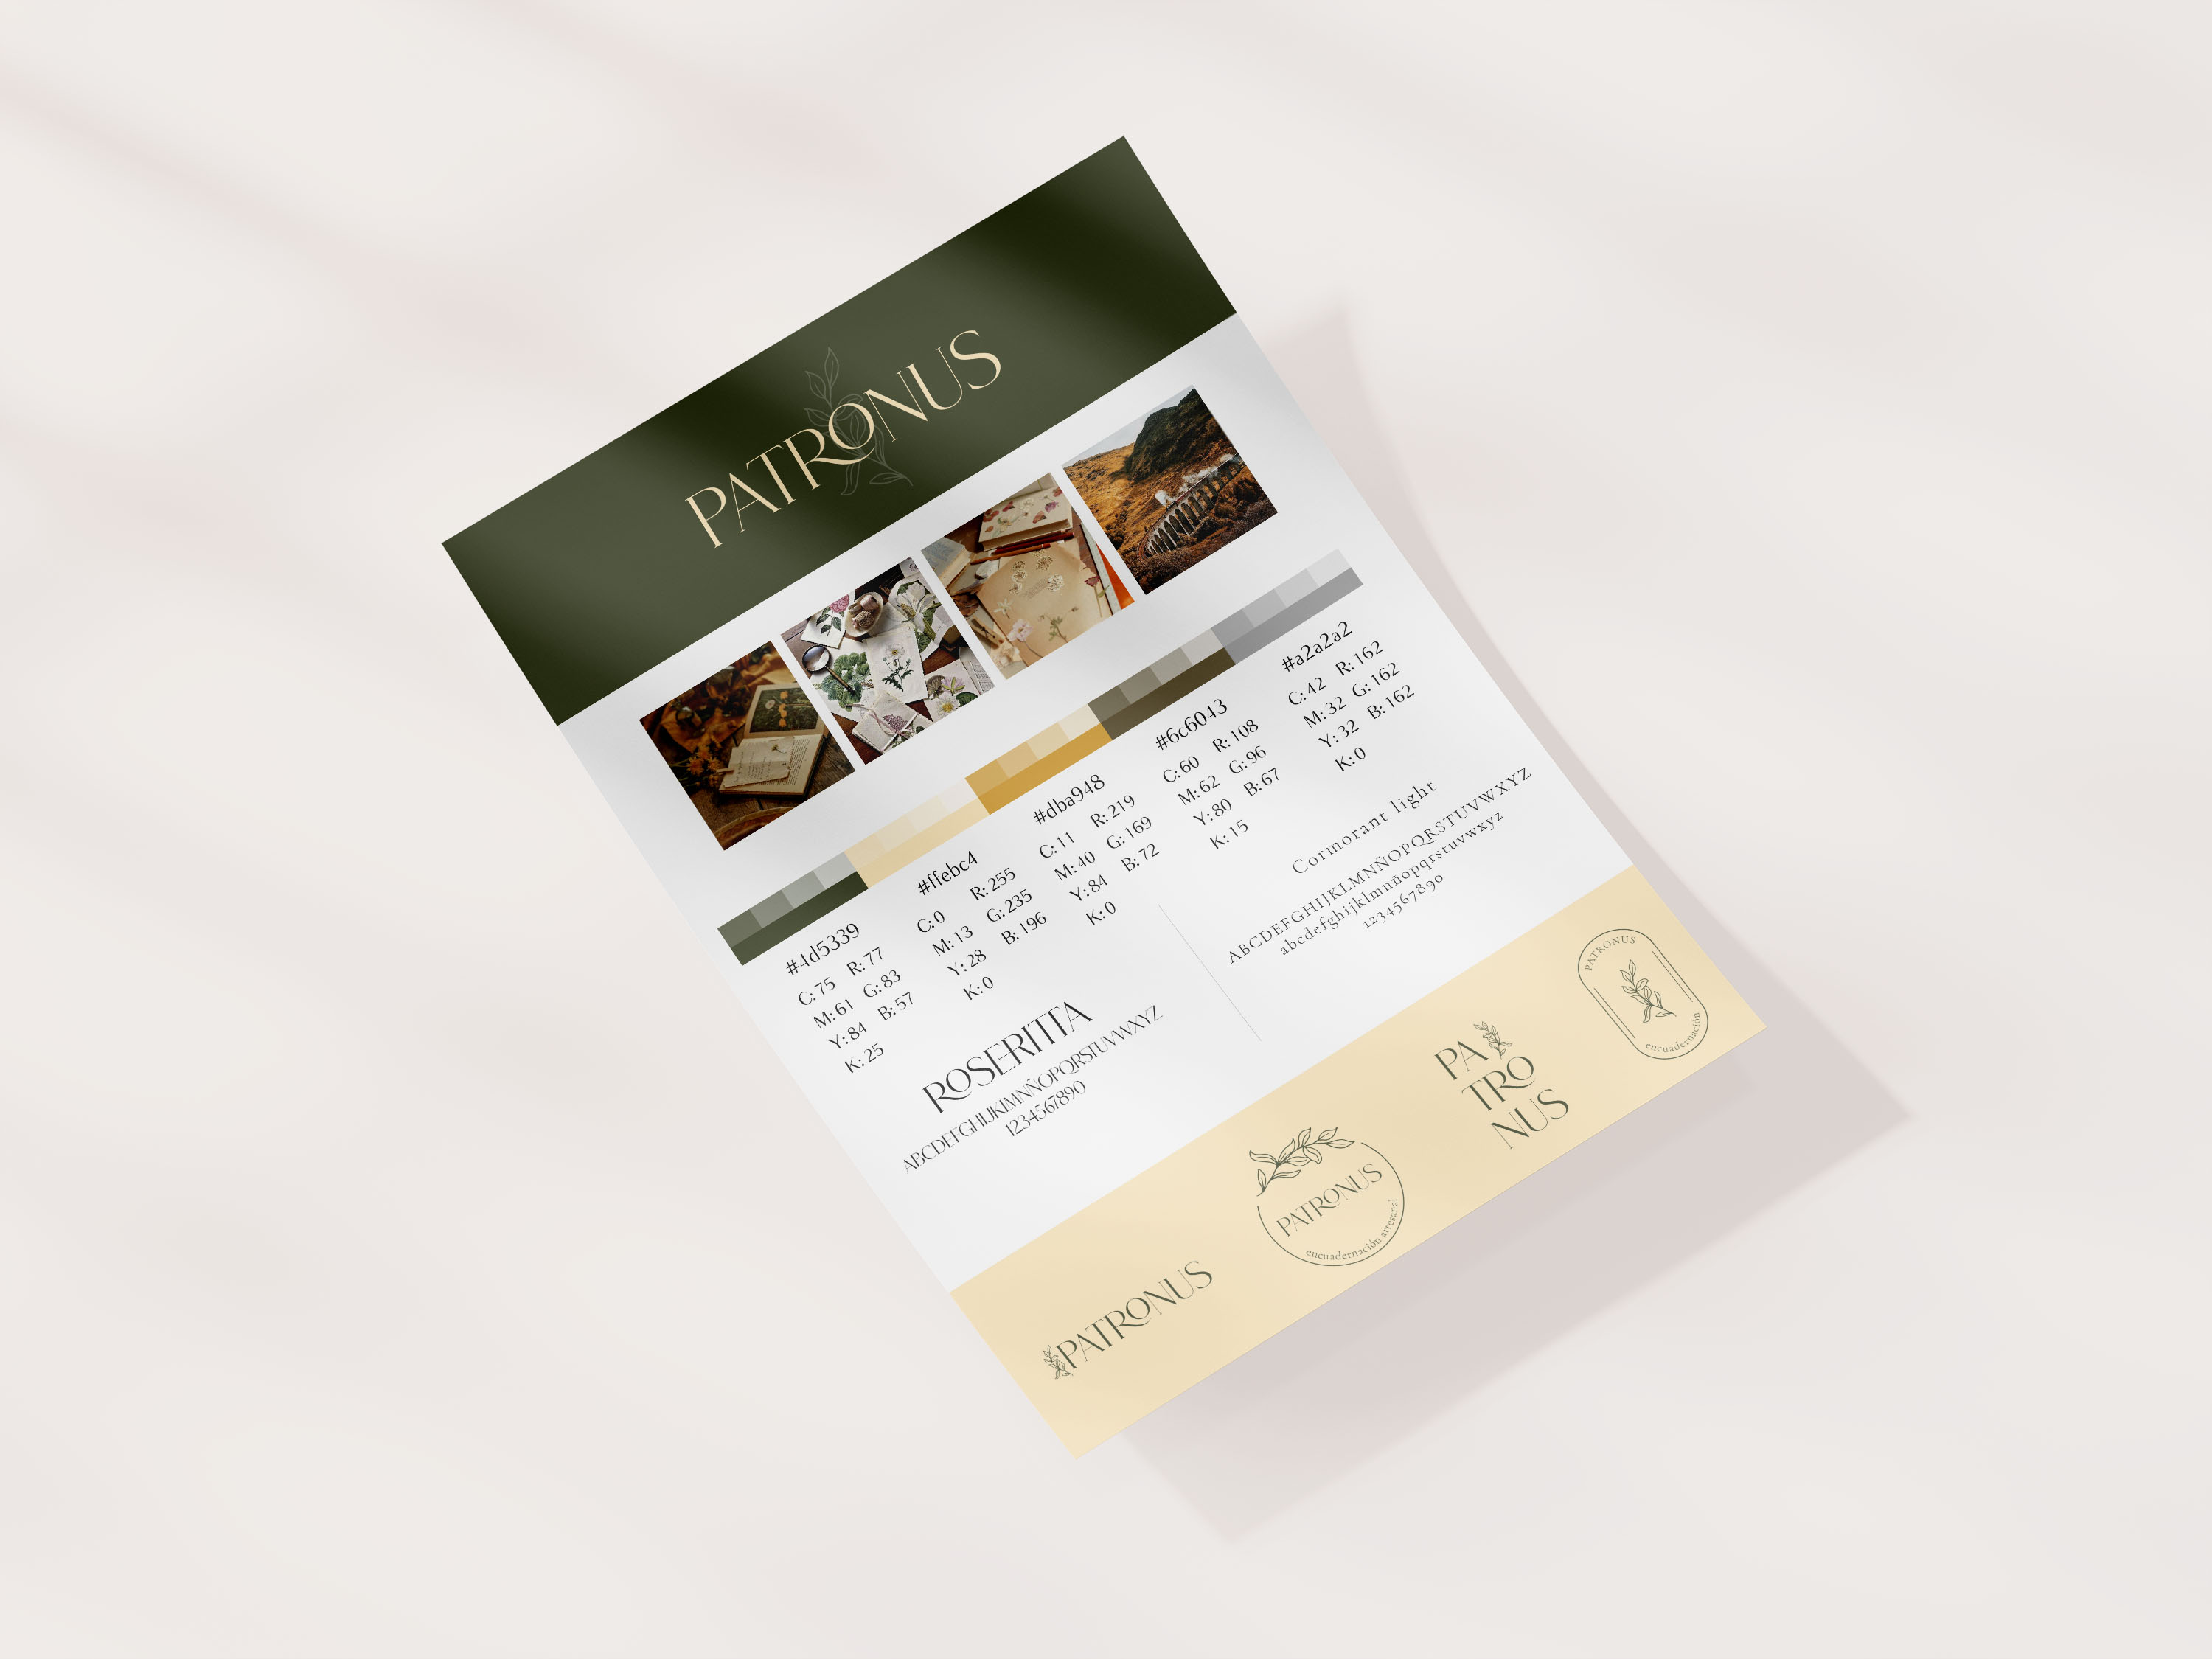 PATRONUS
#4d5339
C: 75 R: 77
M: 61 G: 83
Y: 84 B: 57
K: 25
#ffebc4
C: 0 R: 255
M: 13 G: 235
Y: 28 B: 196
K: 0
#dba948
C: 11 R: 219
M: 40 G: 169
Y: 84 B: 72
K: 0
#6c6043
C: 60 R: 108
M: 62 G: 96
Y: 80 B: 67
K: 15
#a2a2a2
C: 42 R: 162
M: 32 G: 162
Y: 32 B: 162
K: 0
ROSERITTA
ABCDEFGHIJKLMNÑOPQRSTUVWXYZ
1234567890
Cormorant light
ABCDEFGHIJKLMNÑOPQRSTUVWXYZ
abcdefghijklmnñopqrstuvwxyz
1234567890
PATRONUS
PATRONUS
encuadernación artesanal
PA
TRO
NUS
PATRONUS
encuadernación